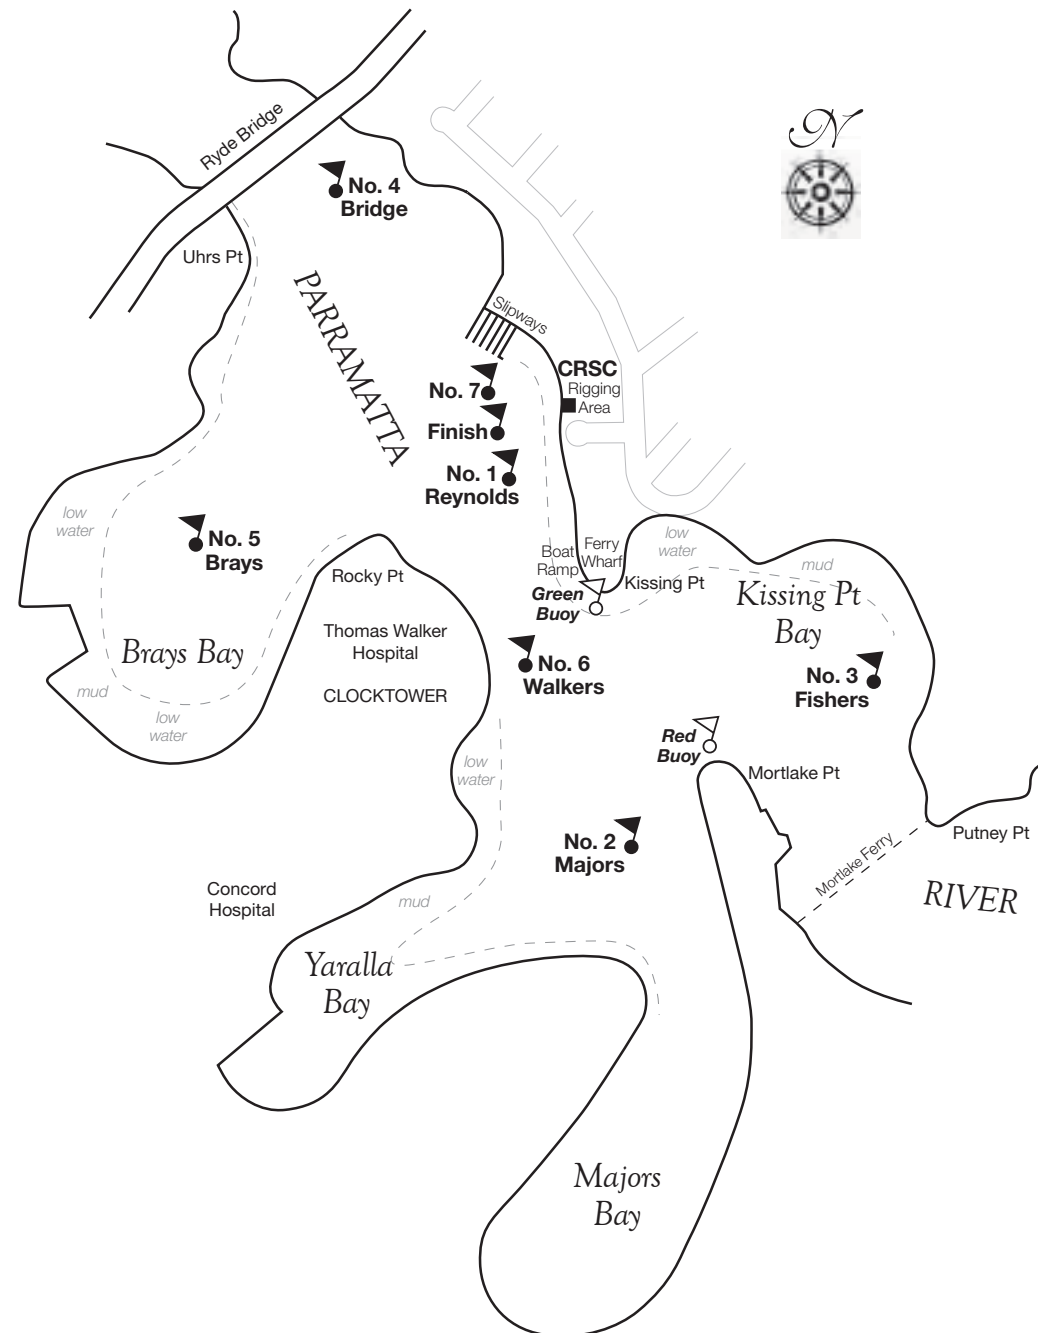 N
Ryde Bridge
No. 4
Bridge
Uhrs Pt
PARRAMATTA
Slipways
CRSC
Rigging
Area
No. 7
Finish
No. 1
Reynolds
low
water
No. 5
Brays
Rocky Pt
Boat
Ramp
Ferry
Wharf
low
water
mud
Kissing Pt
Green
Buoy
Kissing Pt
Bay
Thomas Walker
Hospital
CLOCKTOWER
Brays Bay
mud
low
water
No. 6
Walkers
No. 3
Fishers
Red
Buoy
Mortlake Pt
low
water
No. 2
Majors
Mortlake Ferry
Putney Pt
RIVER
Concord
Hospital
mud
Yaralla
Bay
Majors
Bay